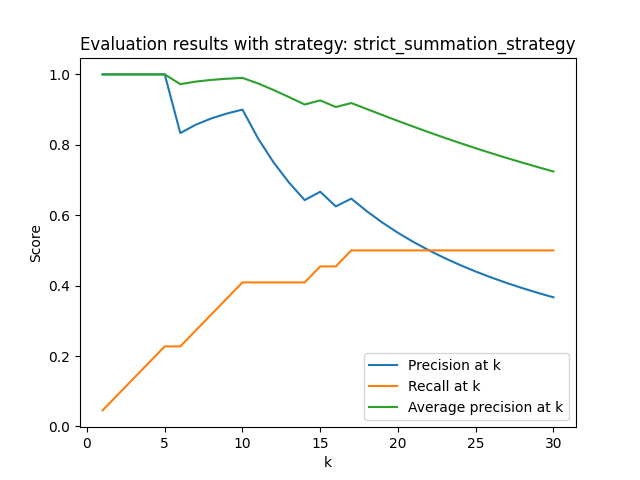 Evaluation results with strategy: strict_summation_strategy
1.0
0.8
0.6
0.4
0.2
0.0
Score
0
5
10
15
20
25
30
k
Precision at k
Recall at k
Average precision at k